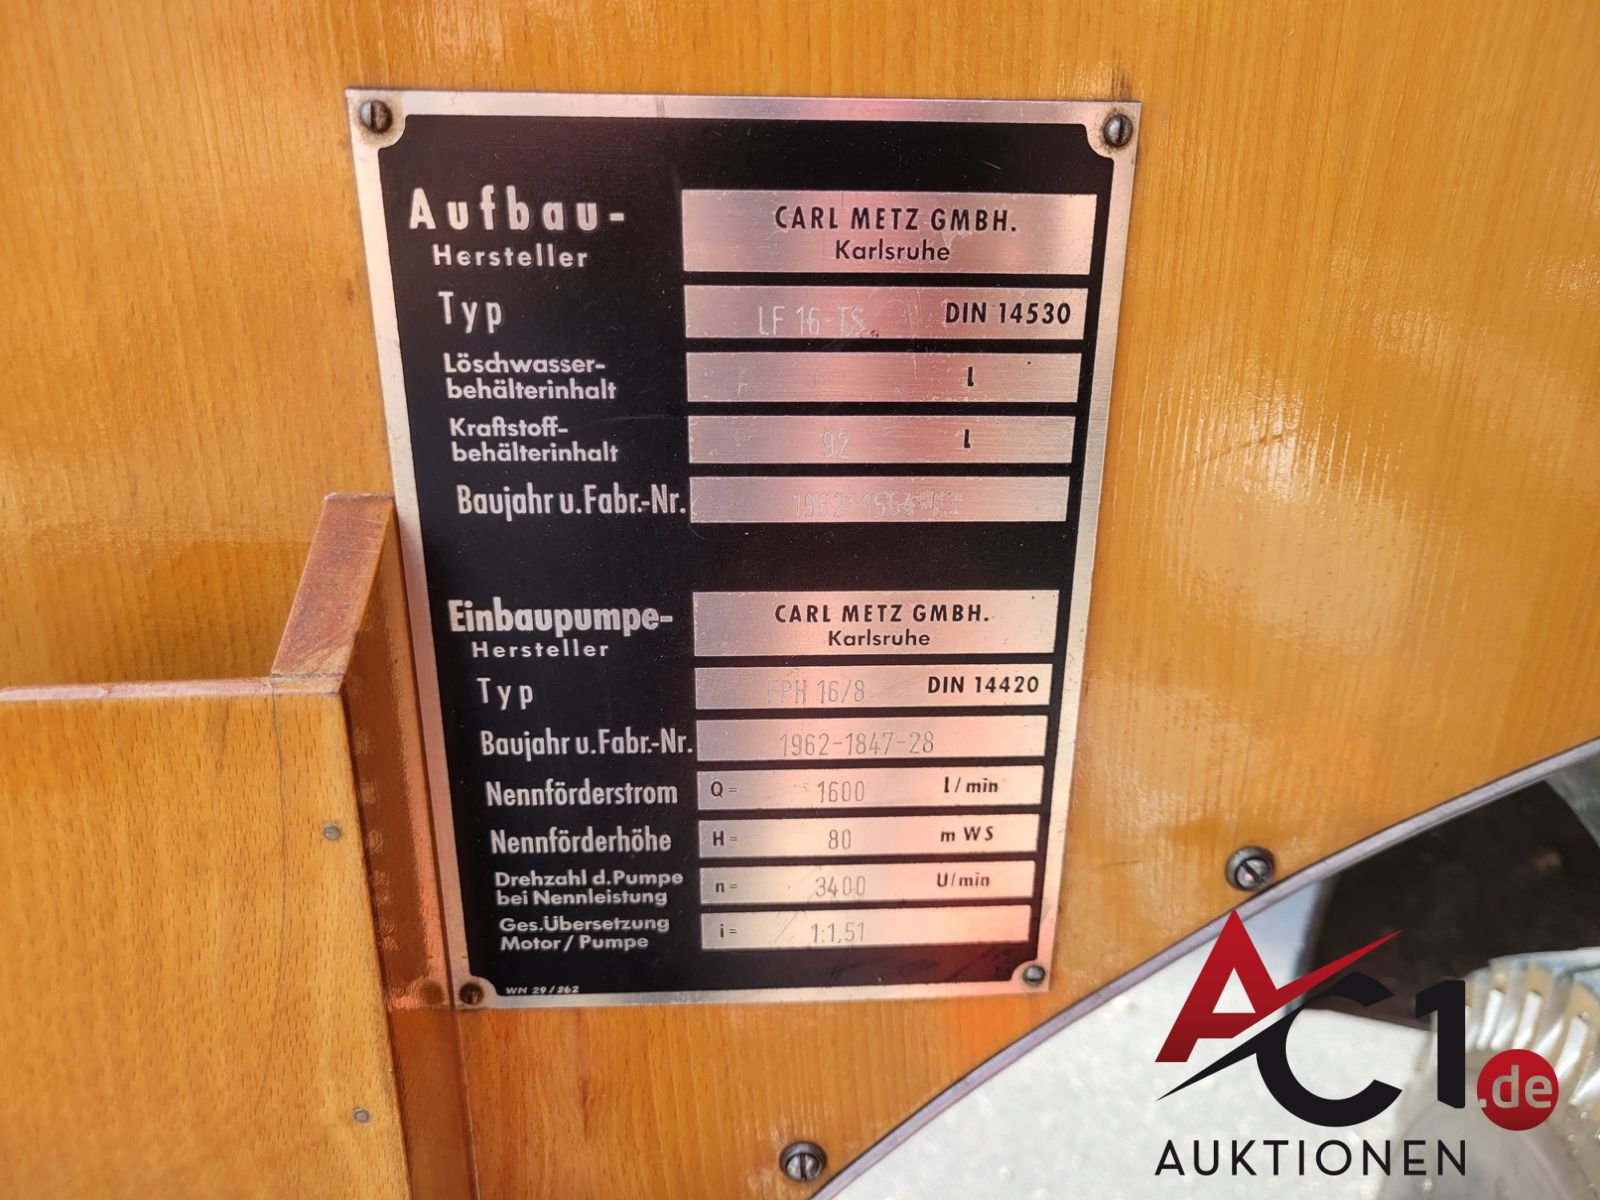 Aufbau-
Hersteller
CARL METZ GMBH.
Karlsruhe
Typ
LF 16-TS DIN 14530
Löschwasser-
behälterinhalt
l
Kraftstoff-
behälterinhalt
92 l
Baujahr u. Fabr.-Nr.
Einbaupumpe-
Hersteller
CARL METZ GMBH.
Karlsruhe
Typ
FPH 16/8 DIN 14420
Baujahr u. Fabr.-Nr. 1962-1847-28
Nennförderstrom Q= 1600 l/min
Nennförderhöhe H= 80 m WS
Drehzahl d. Pumpe
bei Nennleistung
n= 3400 U/min
Ges. Übersetzung
Motor/Pumpe
i= 1:1,51
WN 29/262
AC1.de
AUKTIONEN